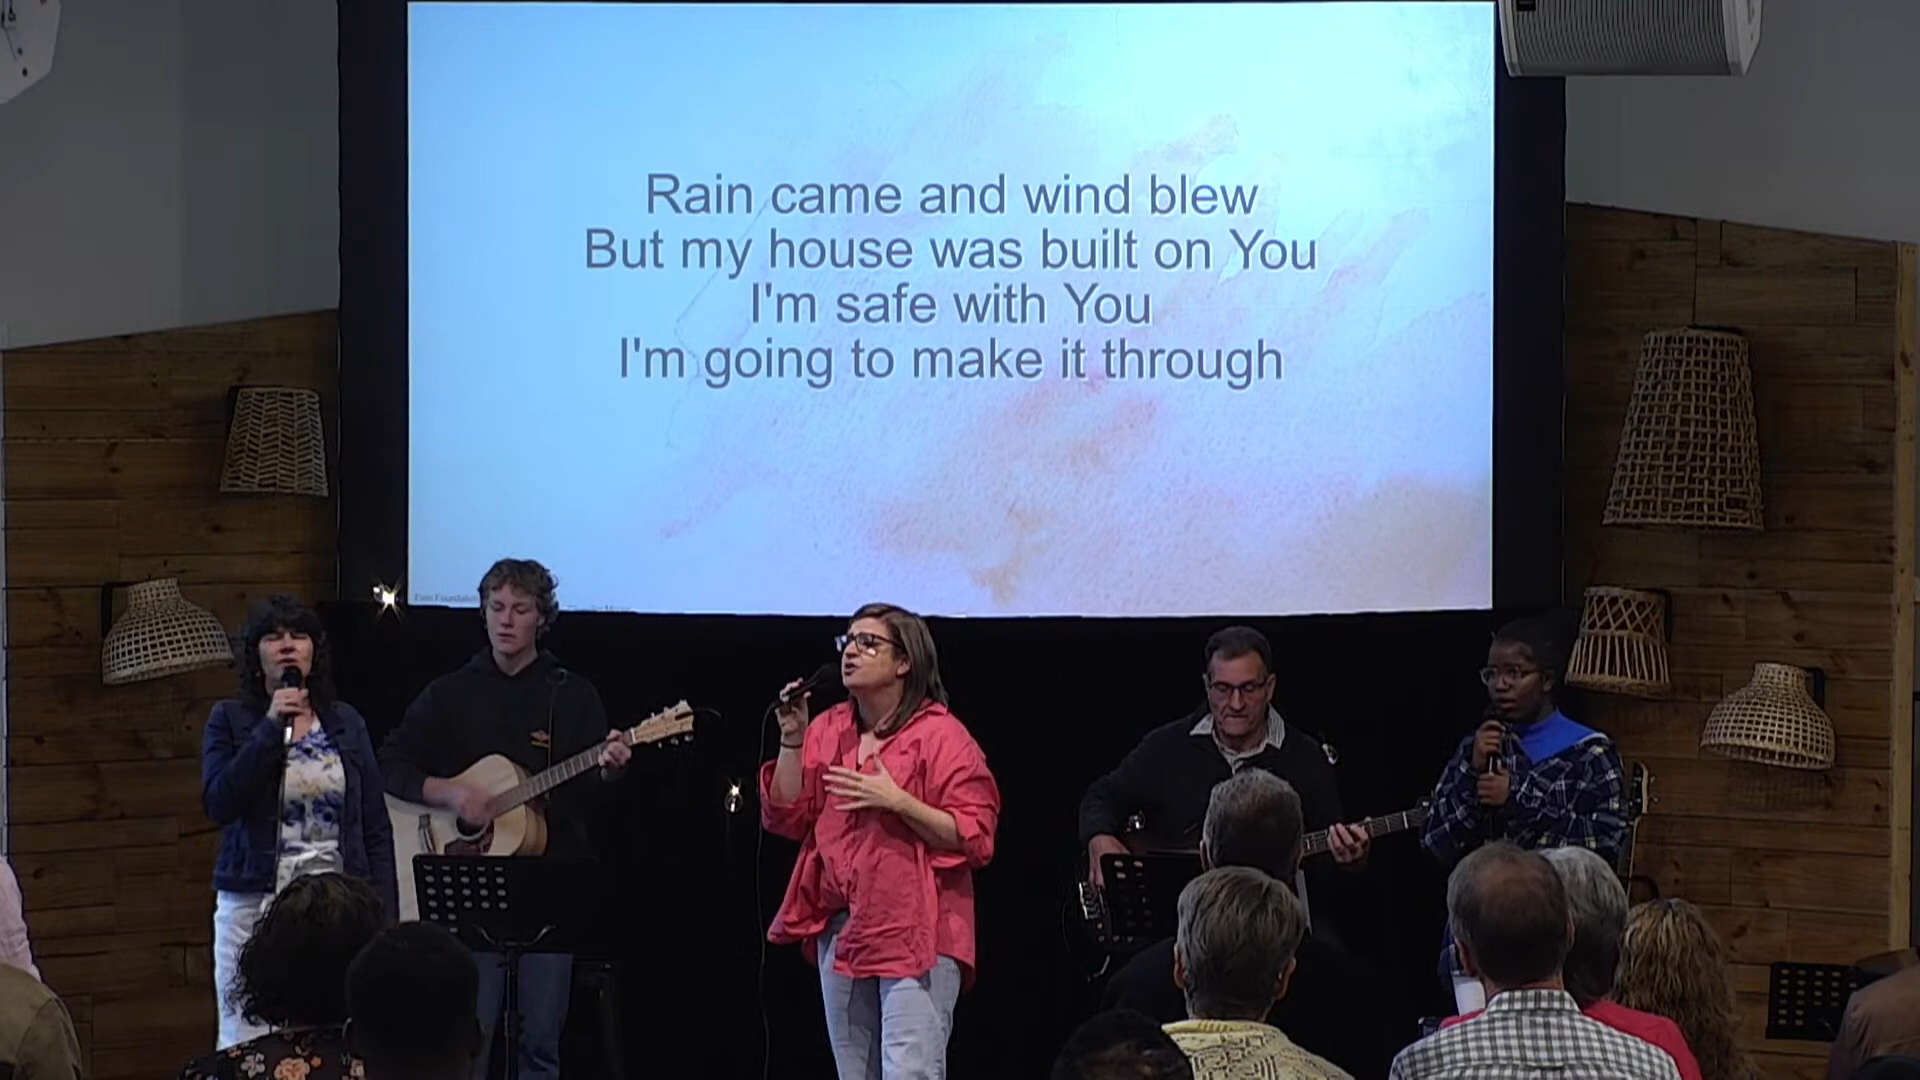 Rain came and wind blew
But my house was built on You
I'm safe with You
I'm going to make it through